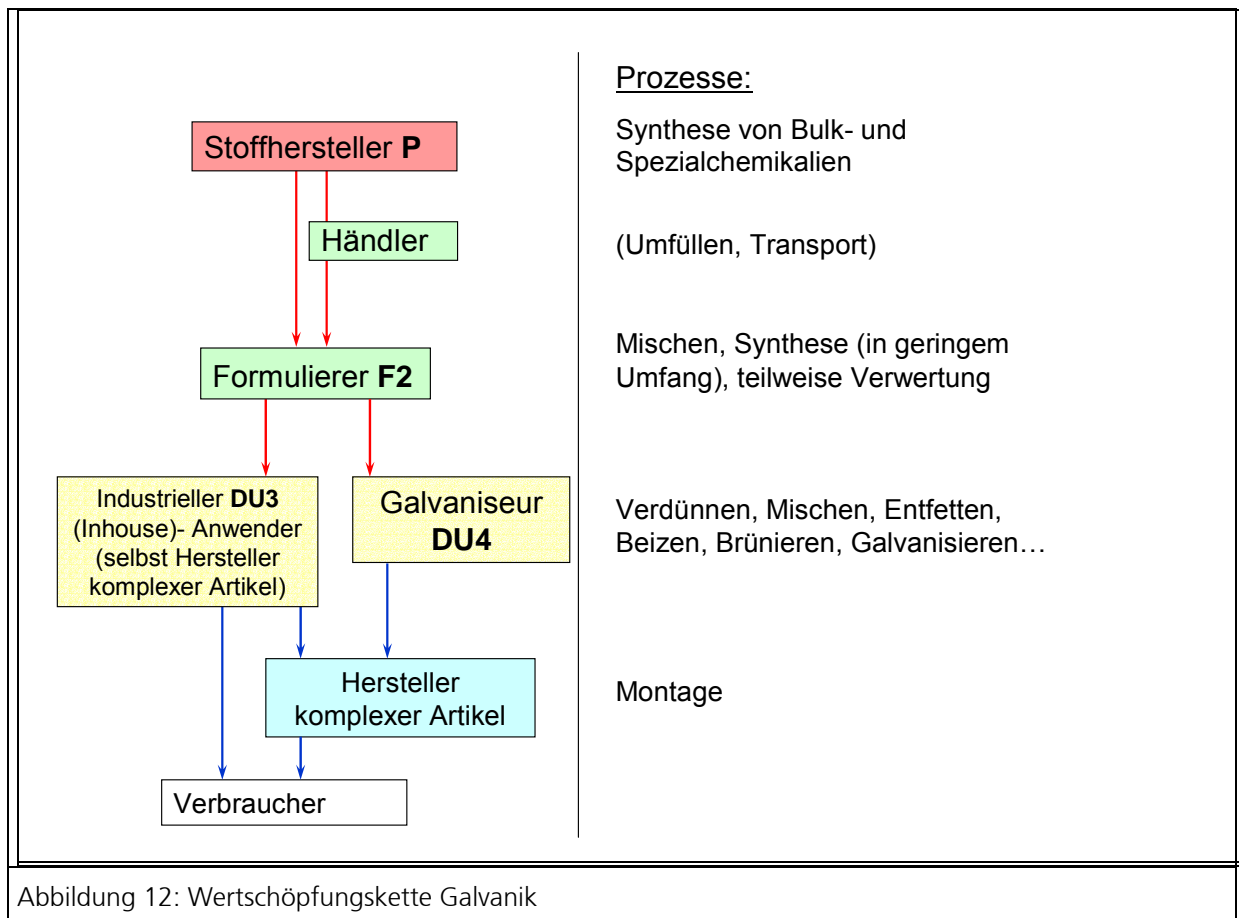 Prozesse:
Stoffhersteller P
Synthese von Bulk- und
Spezialchemikalien
Händler
(Umfüllen, Transport)
Formulierer F2
Mischen, Synthese (in geringem
Umfang), teilweise Verwertung
Industrieller DU3
(Inhouse)- Anwender
(selbst Hersteller
komplexer Artikel)
Galvaniseur
DU4
Verdünnen, Mischen, Entfetten,
Beizen, Brünieren, Galvanisieren…
Hersteller
komplexer Artikel
Montage
Verbraucher
Abbildung 12: Wertschöpfungskette Galvanik